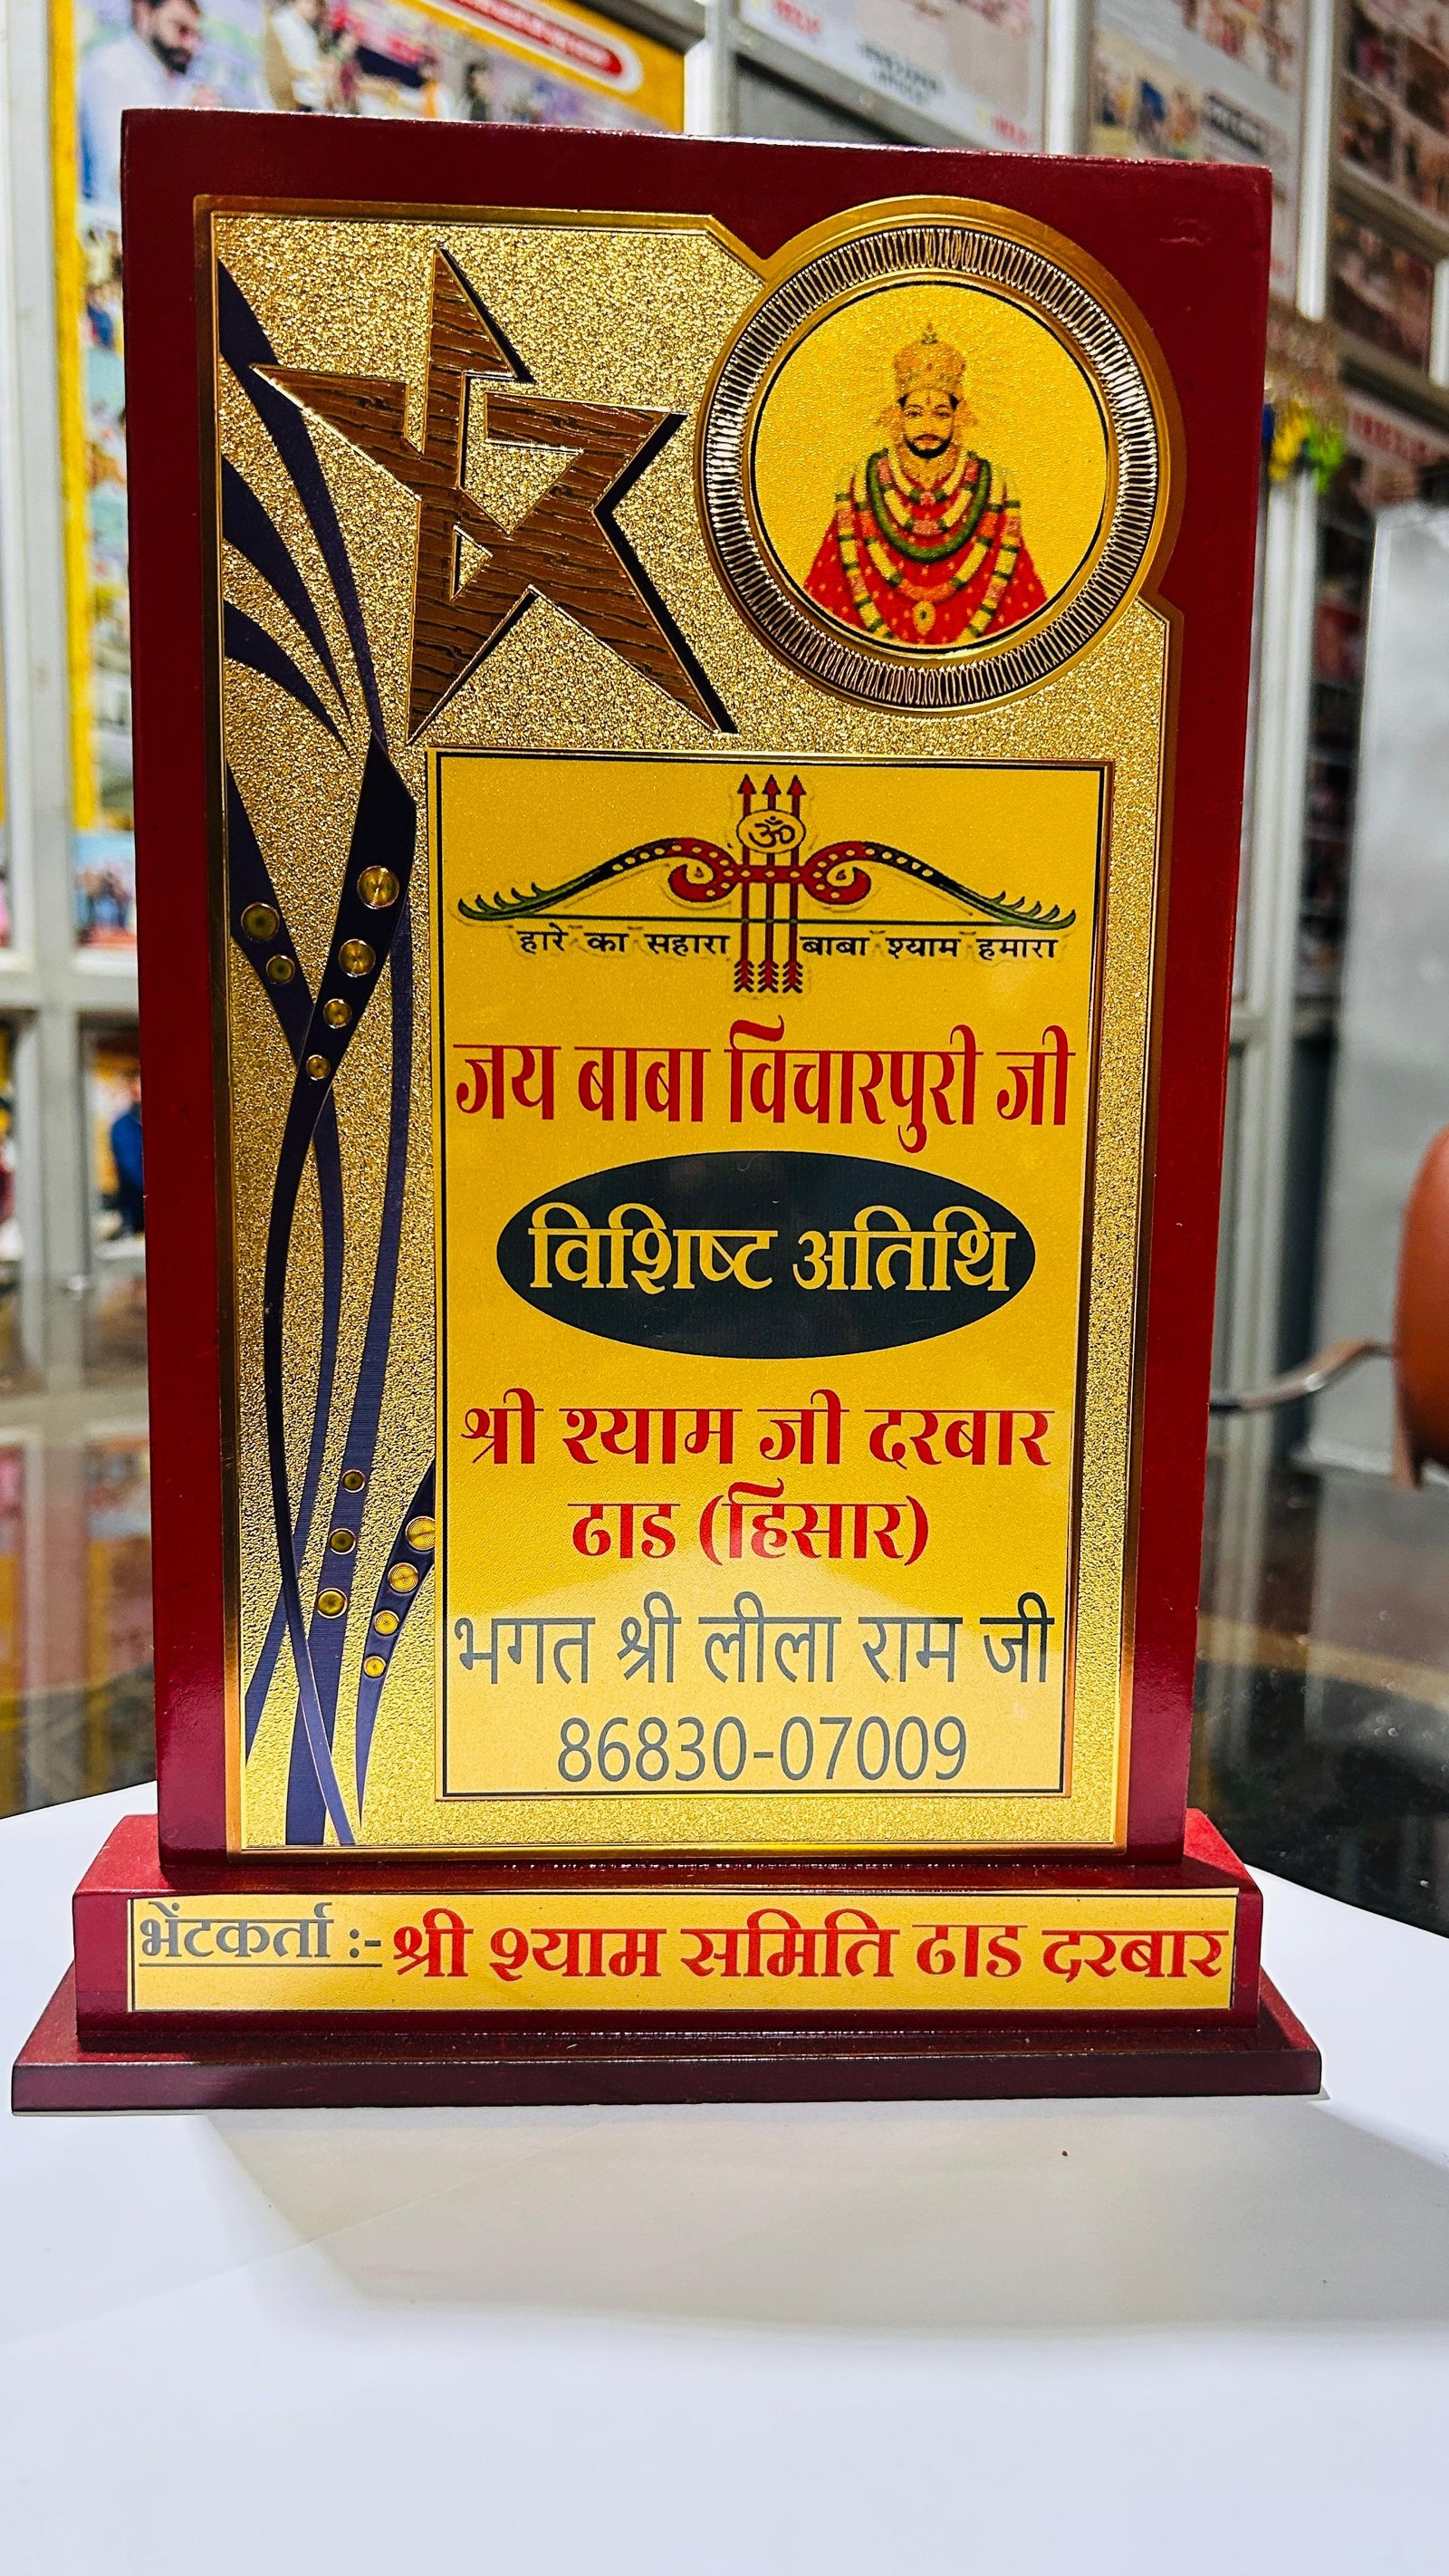 ॐ
हारे का सहारा बाबा श्याम हमारा
जय बाबा विचारपुरी जी
विशिष्ट अतिथि
श्री श्याम जी दरबार
ढाड (हिसार)
भगत श्री लीला राम जी
86830-07009
भेंटकर्ता :- श्री श्याम समिति ढाड दरबार